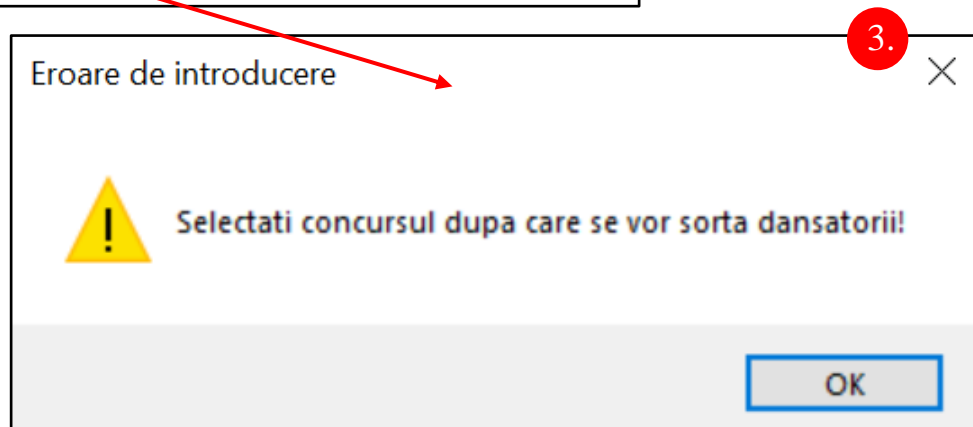 3.
Eroare de introducere
Selectati concursul dupa care se vor sorta dansatorii!
OK